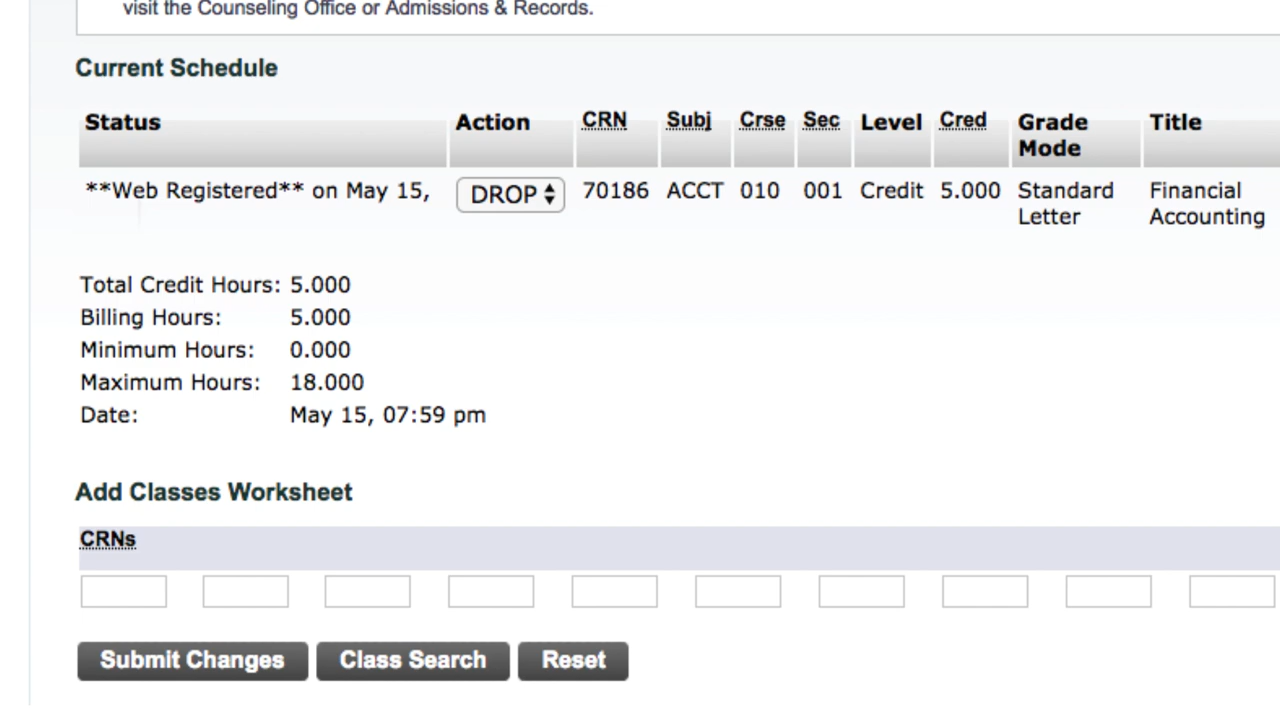 visit the Counseling Office or Admissions & Records.
Current Schedule
Status Action CRN Subj Crse Sec Level Cred Grade Mode Title
**Web Registered** on May 15, DROP 70186 ACCT 010 001 Credit 5.000 Standard Letter Financial Accounting
Total Credit Hours: 5.000
Billing Hours: 5.000
Minimum Hours: 0.000
Maximum Hours: 18.000
Date: May 15, 07:59 pm
Add Classes Worksheet
CRNs
Submit Changes Class Search Reset